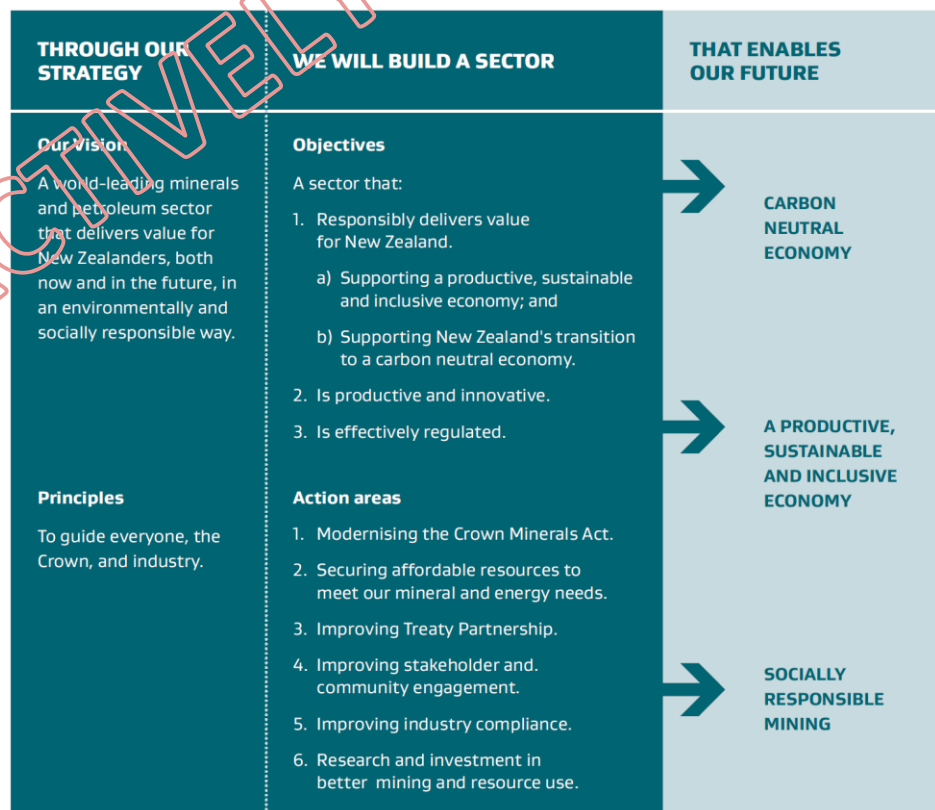 THROUGH OUR
STRATEGY
WE WILL BUILD A SECTOR
THAT ENABLES
OUR FUTURE
Our Vision
A world-leading minerals
and petroleum sector
that delivers value for
New Zealanders, both
now and in the future, in
an environmentally and
socially responsible way.
Principles
To guide everyone, the
Crown, and industry.
Objectives
A sector that:
1. Responsibly delivers value
for New Zealand.
a) Supporting a productive, sustainable
and inclusive economy; and
b) Supporting New Zealand's transition
to a carbon neutral economy.
2. Is productive and innovative.
3. Is effectively regulated.
Action areas
1. Modernising the Crown Minerals Act.
2. Securing affordable resources to
meet our mineral and energy needs.
3. Improving Treaty Partnership.
4. Improving stakeholder and.
community engagement.
5. Improving industry compliance.
6. Research and investment in
better mining and resource use.
CARBON
NEUTRAL
ECONOMY
A PRODUCTIVE,
SUSTAINABLE
AND INCLUSIVE
ECONOMY
SOCIALLY
RESPONSIBLE
MINING